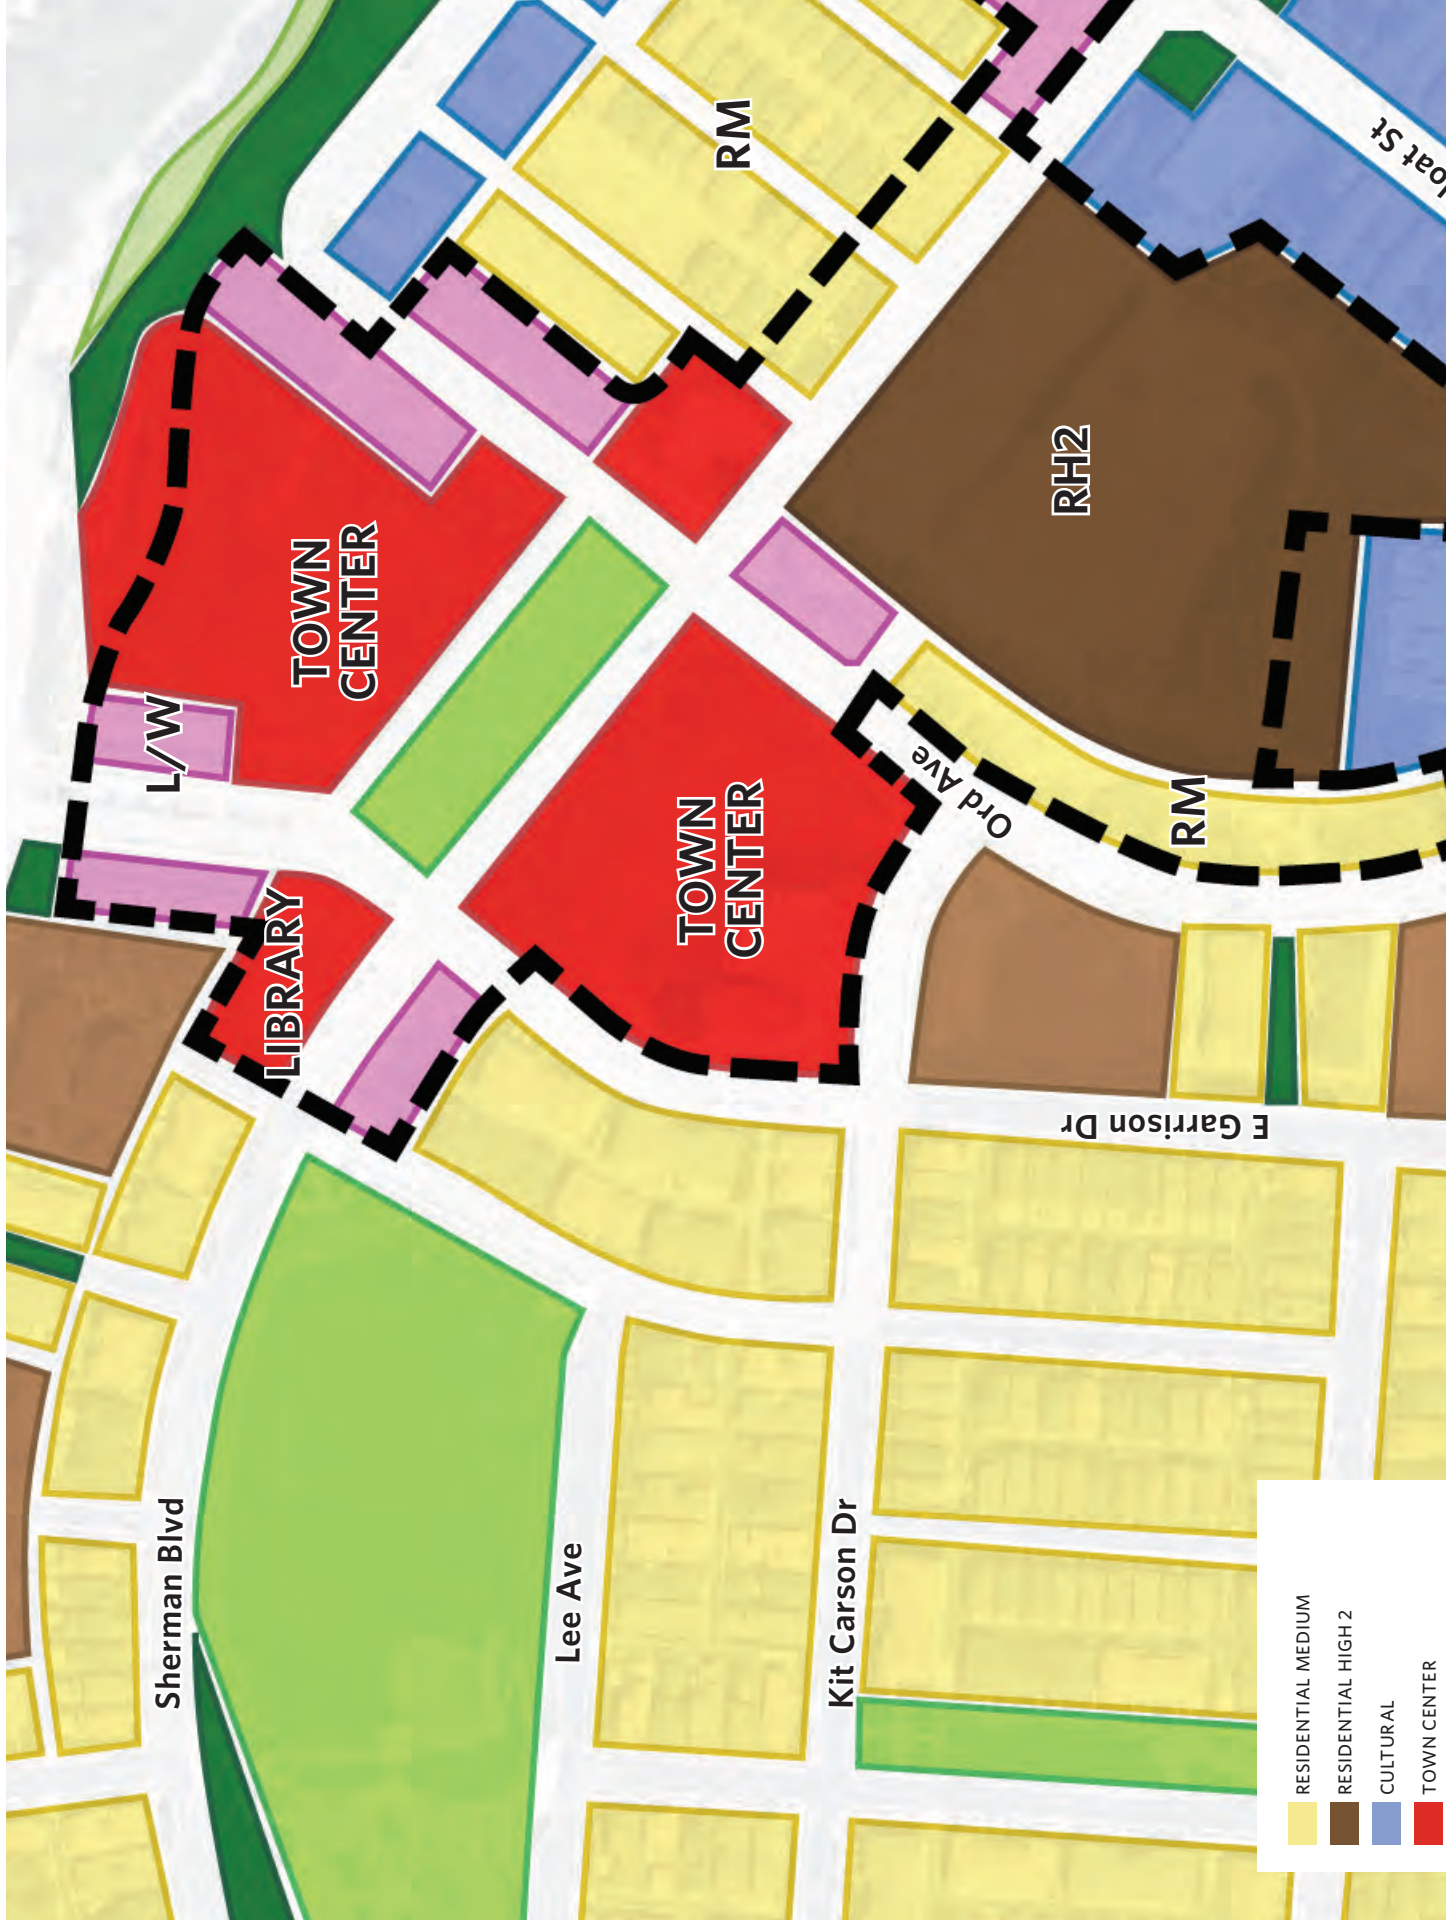 Sherman Blvd
Lee Ave
Kit Carson Dr
E Garrison Dr
LIBRARY
L/W
TOWN
CENTER
TOWN
CENTER
Ord Ave
RM
RH2
RM
St
RESIDENTIAL MEDIUM
RESIDENTIAL HIGH 2
CULTURAL
TOWN CENTER